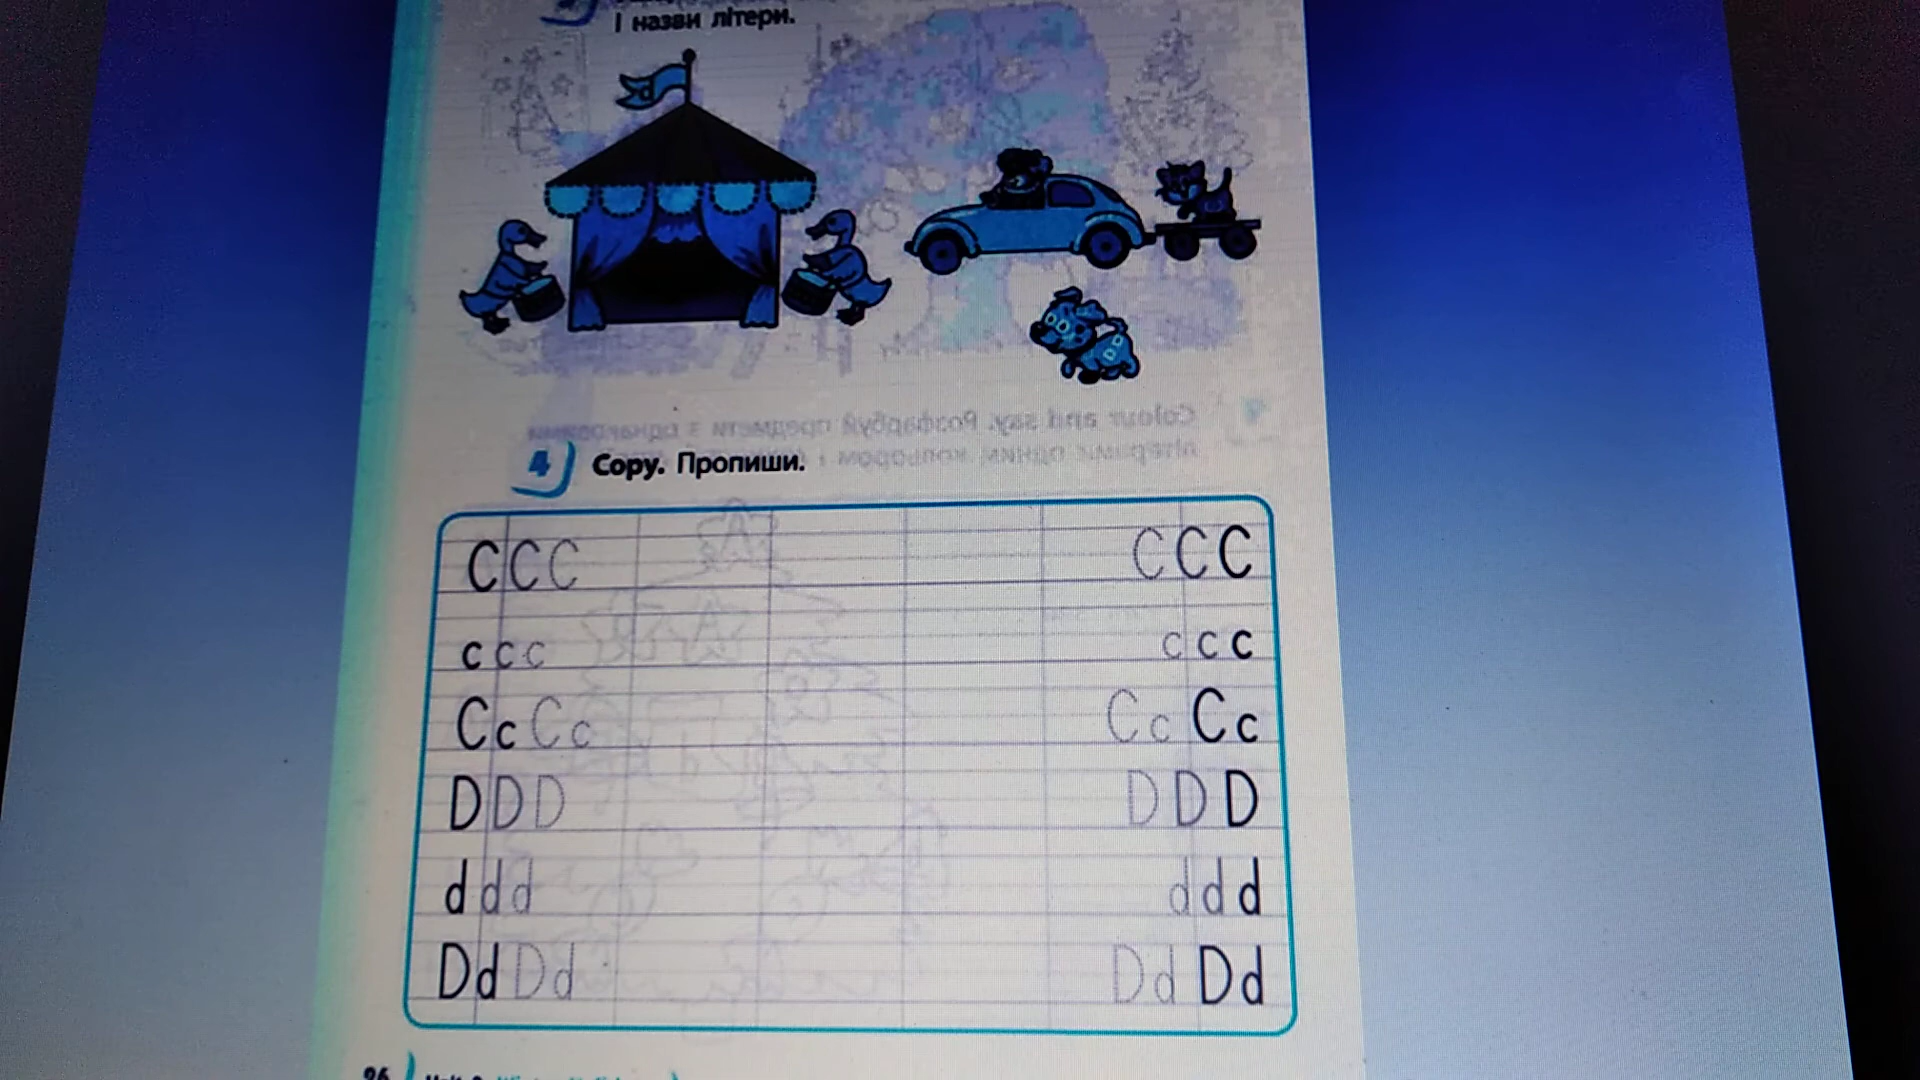 І назви літери.
4 Copy. Пропиши.
C C C C C C
c c c c c c
Cc Cc Cc Cc
D D D D D D
d d d d d d
Dd Dd Dd Dd